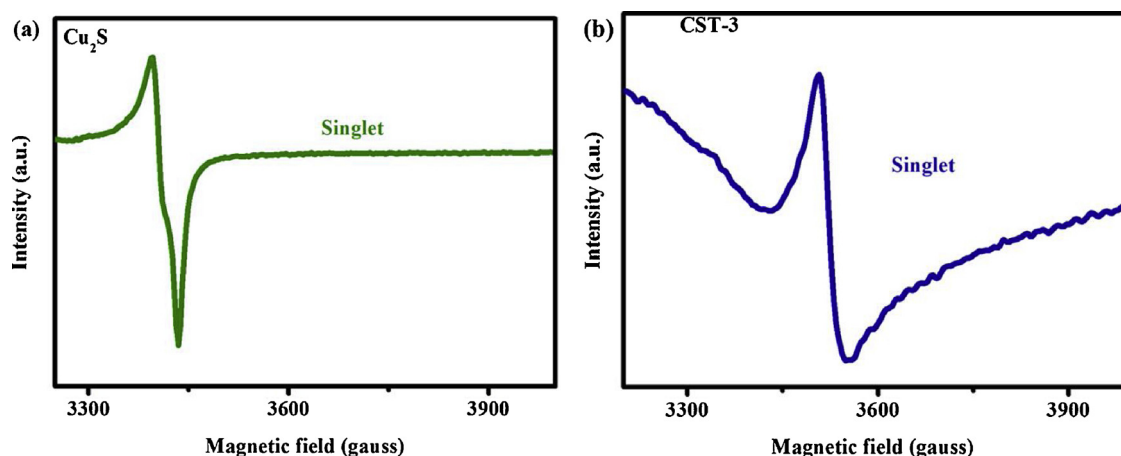 (a)
Cu₂S
Singlet
Intensity (a.u.)
3300 3600 3900
Magnetic field (gauss)
(b)
CST-3
Singlet
Intensity (a.u.)
3300 3600 3900
Magnetic field (gauss)